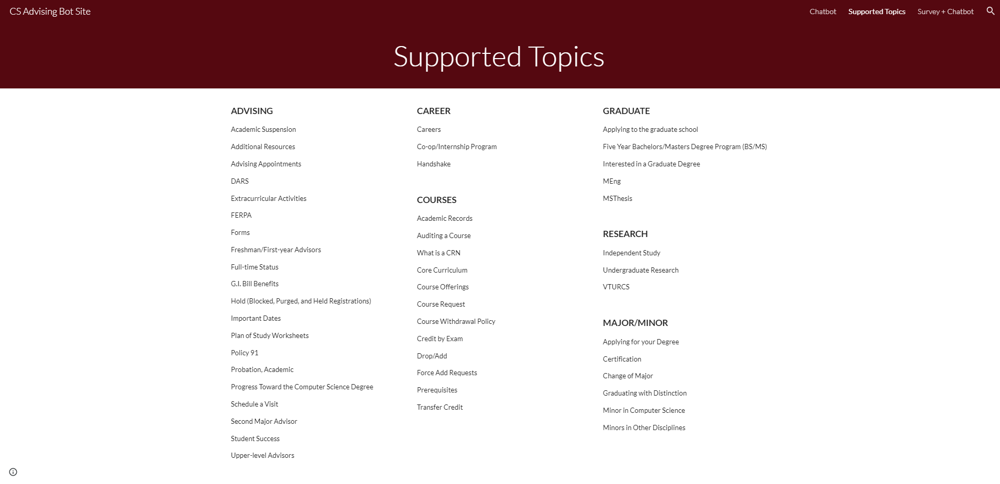 CS Advising Bot Site
Chatbot
Supported Topics
Survey + Chatbot
Supported Topics
ADVISING
Academic Suspension
Additional Resources
Advising Appointments
DARS
Extracurricular Activities
FERPA
Forms
Freshman/First-year Advisors
Full-time Status
G.I. Bill Benefits
Hold (Blocked, Purged, and Held Registrations)
Important Dates
Plan of Study Worksheets
Policy 91
Probation, Academic
Progress Toward the Computer Science Degree
Schedule a Visit
Second Major Advisor
Student Success
Upper-level Advisors
CAREER
Careers
Co-op/Internship Program
Handshake
COURSES
Academic Records
Auditing a Course
What is a CRN
Core Curriculum
Course Offerings
Course Request
Course Withdrawal Policy
Credit by Exam
Drop/Add
Force Add Requests
Prerequisites
Transfer Credit
GRADUATE
Applying to the graduate school
Five Year Bachelors/Masters Degree Program (BS/MS)
Interested in a Graduate Degree
MEng
MSThesis
RESEARCH
Independent Study
Undergraduate Research
VTURCS
MAJOR/MINOR
Applying for your Degree
Certification
Change of Major
Graduating with Distinction
Minor in Computer Science
Minors in Other Disciplines